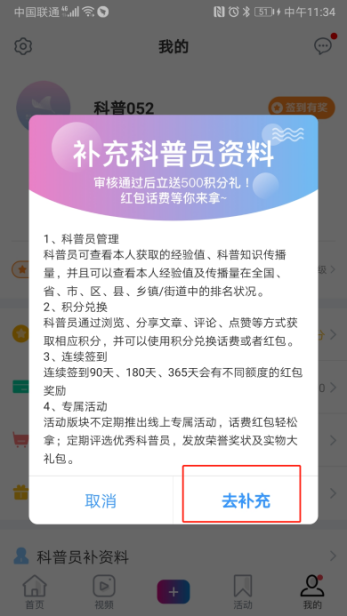 中国联通 中午11:34
我的
科普052
签到有奖
补充科普员资料
审核通过后立送500积分礼！
红包话费等你来拿~
1、科普员管理
科普员可查看本人获取的经验值、科普知识传播
量，并且可以查看本人经验值及传播量在全国、
省、市、区、县、乡镇/街道中的排名状况。
2、积分兑换
科普员通过浏览、分享文章、评论、点赞等方式获
取相应积分，并可以使用积分兑换话费或者红包。
3、连续签到
连续签到90天、180天、365天会有不同额度的红包
奖励
4、专属活动
活动版块不定期推出线上专属活动，话费红包轻松
拿；定期评选优秀科普员，发放荣誉奖状及实物大
礼包。
取消 去补充
科普员补资料
首页 视频 活动 我的